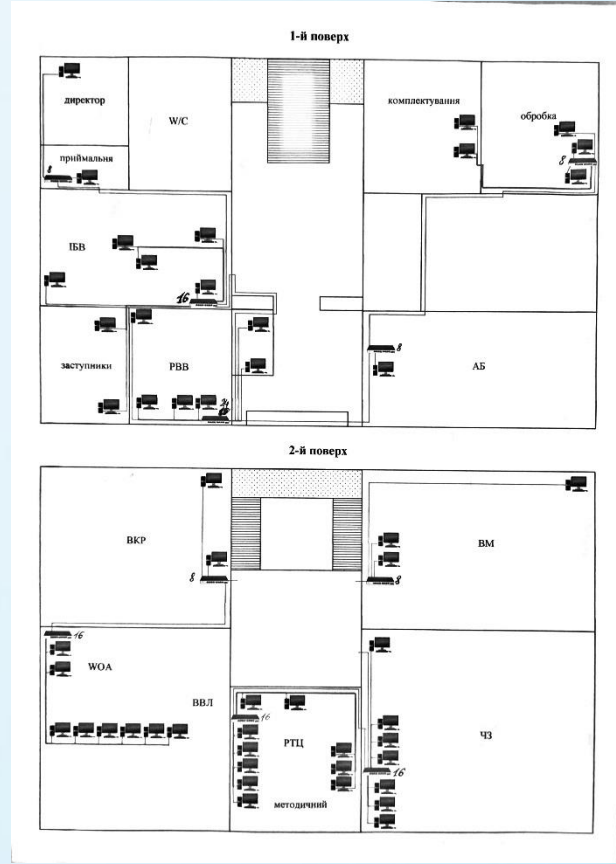 1-й поверх
директор
W/C
комплектування
обробка
приймальня
8
8
ІБВ
16
заступники
РВВ
8
АБ
2-й поверх
ВКР
ВМ
8
8
16
WOA
ВВЛ
16
РТЦ
ЧЗ
16
методичний